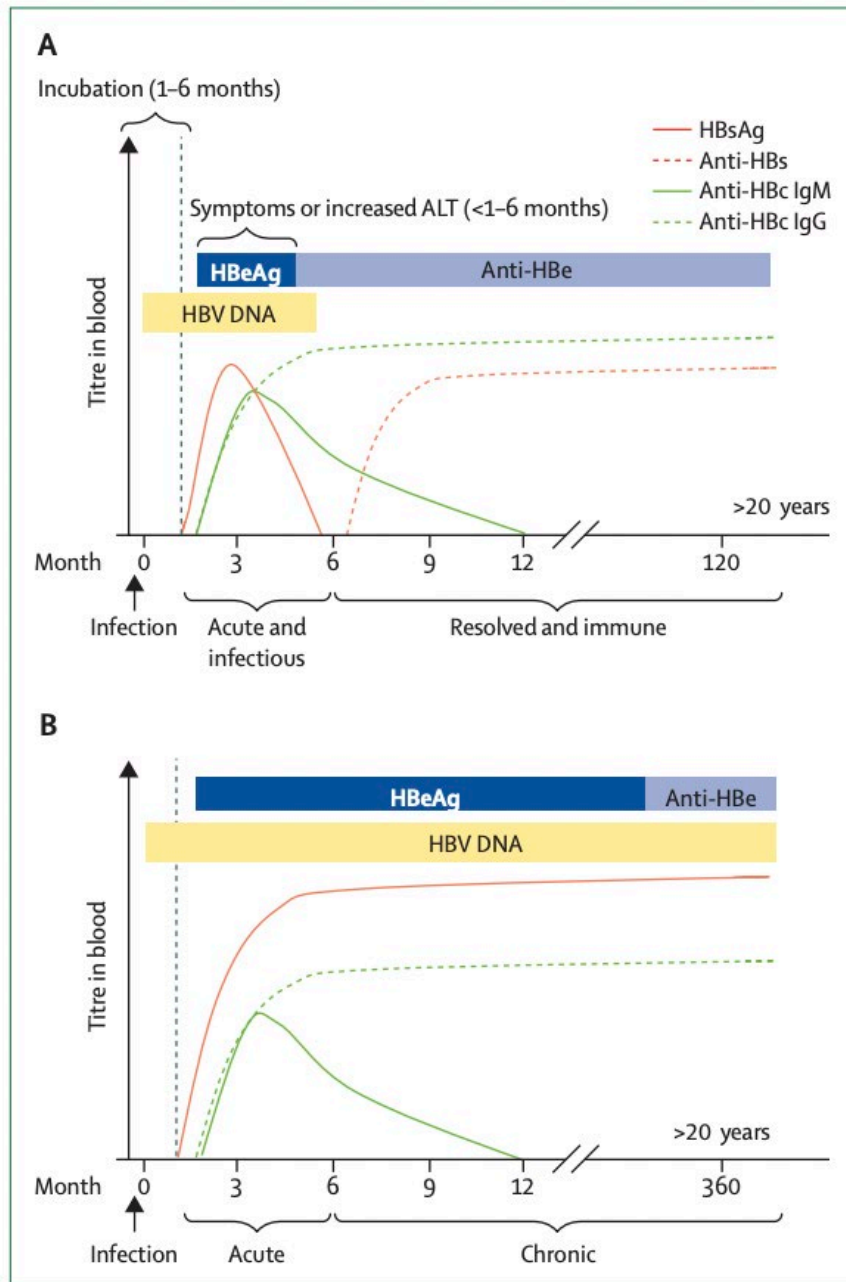 A
Incubation (1–6 months)
HBsAg
Anti-HBs
Anti-HBc IgM
Anti-HBc IgG
Symptoms or increased ALT (<1–6 months)
HBeAg Anti-HBe
HBV DNA
Titre in blood
>20 years
Month 0 3 6 9 12 120
Infection Acute and infectious Resolved and immune
B
HBeAg Anti-HBe
HBV DNA
Titre in blood
>20 years
Month 0 3 6 9 12 360
Infection Acute Chronic